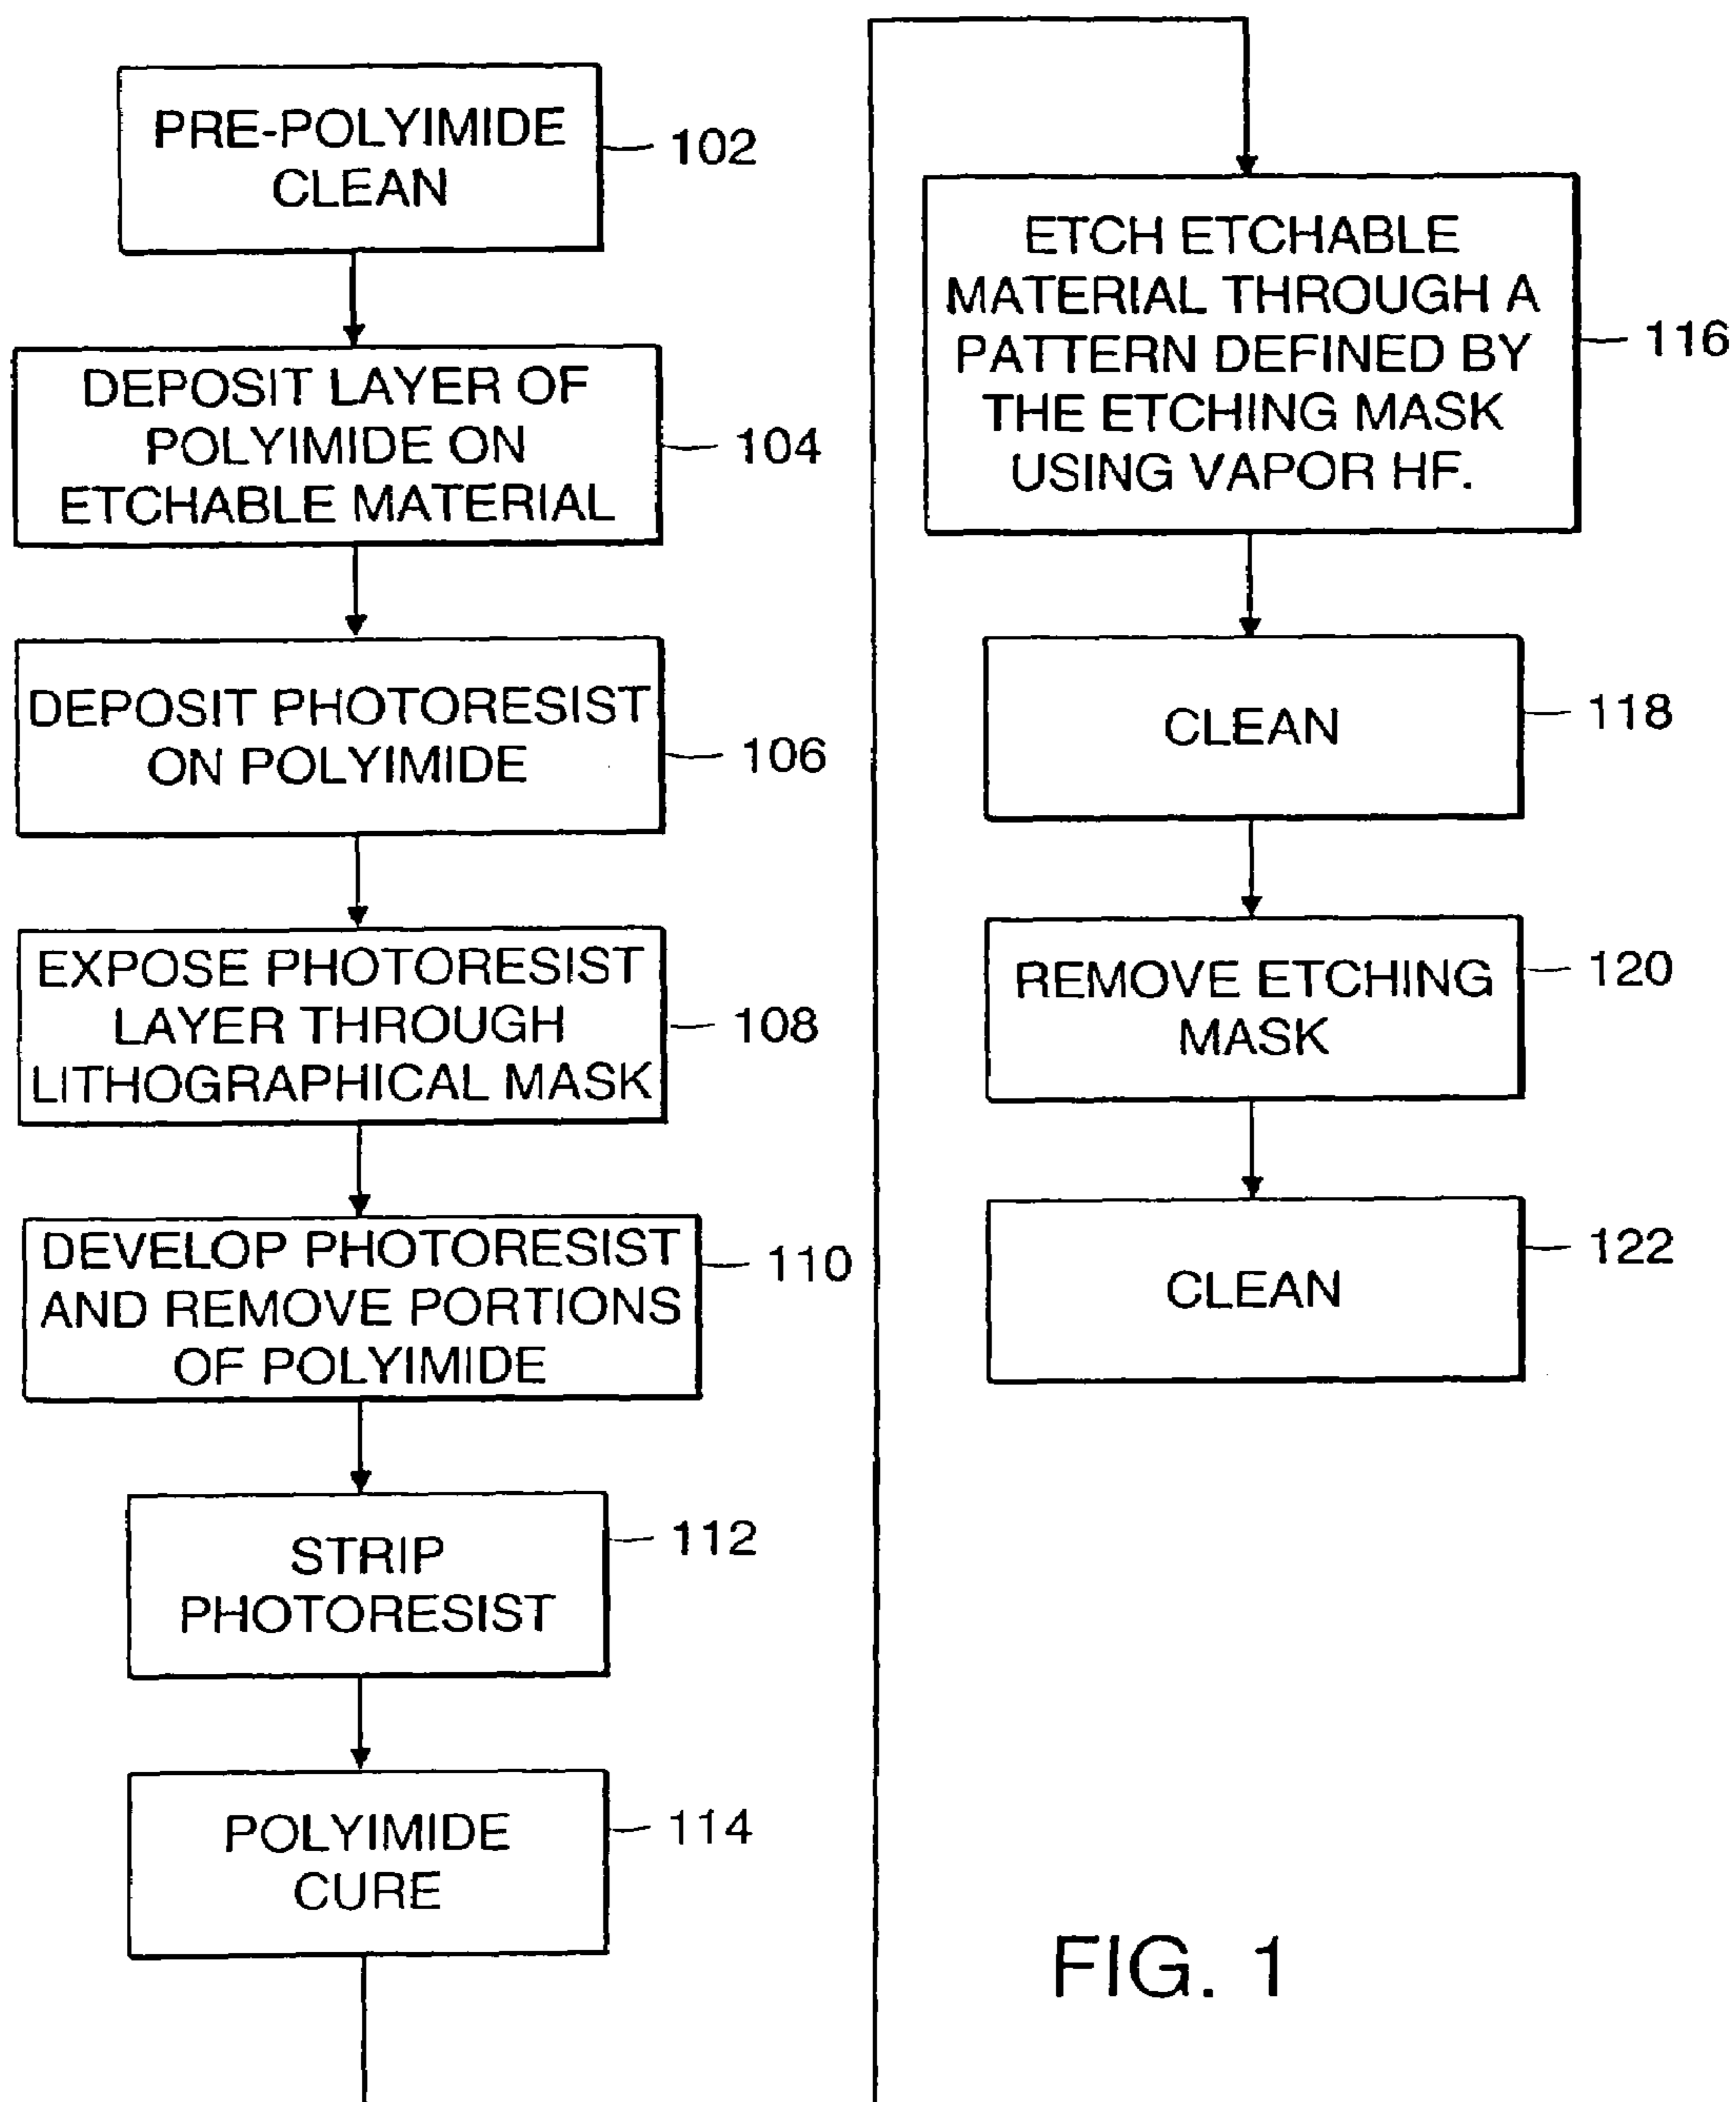 PRE-POLYIMIDE
CLEAN
102
DEPOSIT LAYER OF
POLYIMIDE ON
ETCHABLE MATERIAL
104
DEPOSIT PHOTORESIST
ON POLYIMIDE
106
EXPOSE PHOTORESIST
LAYER THROUGH
LITHOGRAPHICAL MASK
108
DEVELOP PHOTORESIST
AND REMOVE PORTIONS
OF POLYIMIDE
110
STRIP
PHOTORESIST
112
POLYIMIDE
CURE
114
ETCH ETCHABLE
MATERIAL THROUGH A
PATTERN DEFINED BY
THE ETCHING MASK
USING VAPOR HF.
116
CLEAN
118
REMOVE ETCHING
MASK
120
CLEAN
122
FIG. 1